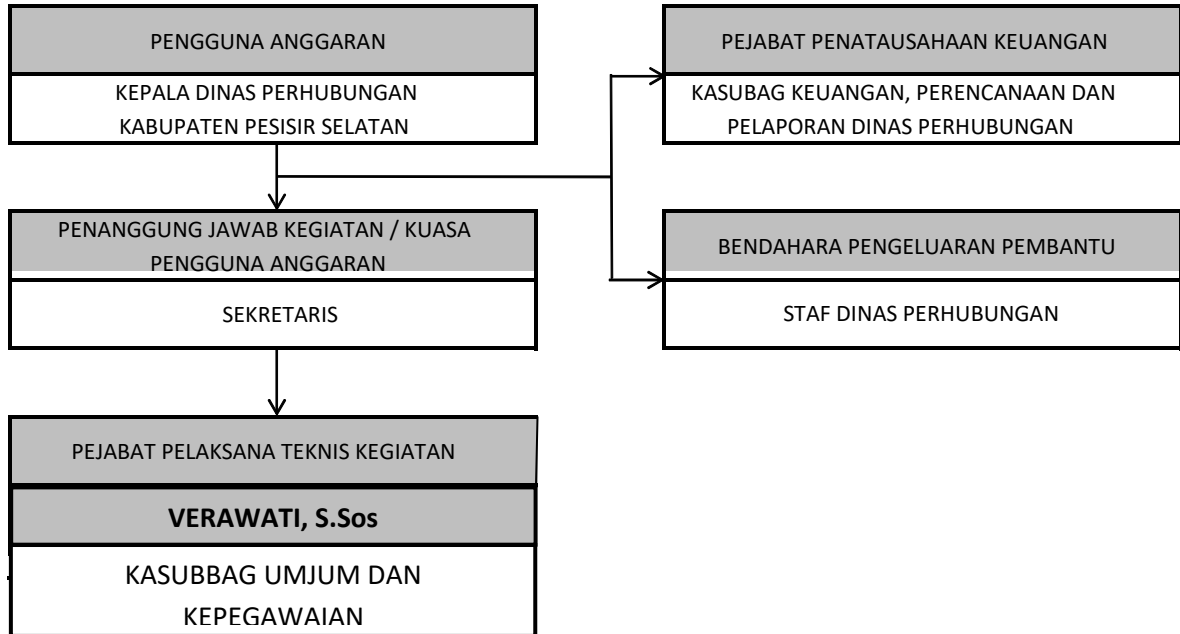 PENGGUNA ANGGARAN
KEPALA DINAS PERHUBUNGAN
KABUPATEN PESISIR SELATAN
PEJABAT PENATAUSAHAAN KEUANGAN
KASUBAG KEUANGAN, PERENCANAAN DAN
PELAPORAN DINAS PERHUBUNGAN
PENANGGUNG JAWAB KEGIATAN / KUASA
PENGGUNA ANGGARAN
SEKRETARIS
BENDAHARA PENGELUARAN PEMBANTU
STAF DINAS PERHUBUNGAN
PEJABAT PELAKSANA TEKNIS KEGIATAN
VERAWATI, S.Sos
KASUBBAG UMJUM DAN
KEPEGAWAIAN